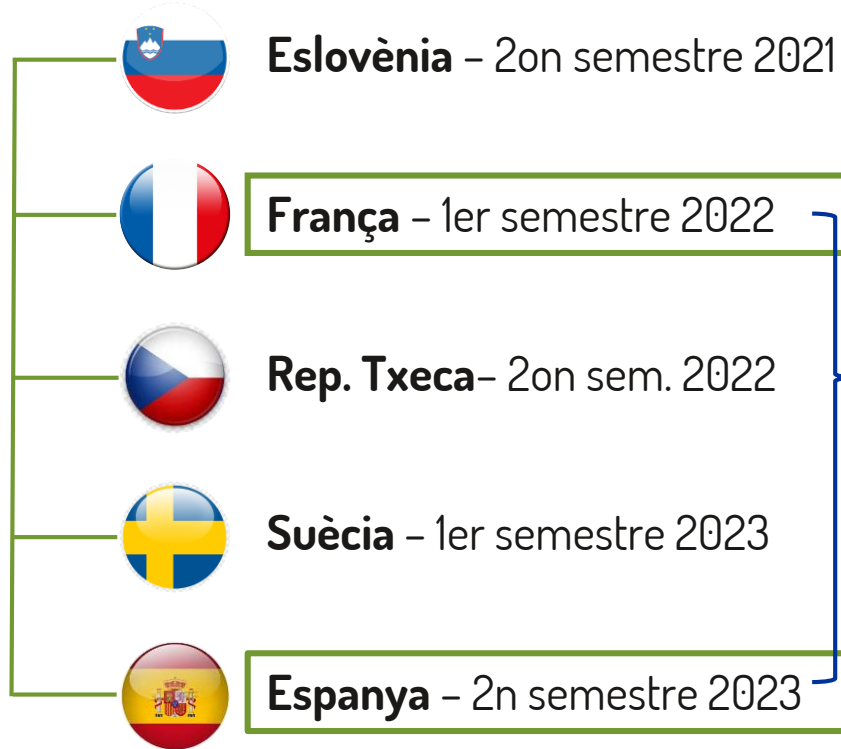 Eslovènia – 2on semestre 2021
França – 1er semestre 2022
Rep. Txeca– 2on sem. 2022
Suècia – 1er semestre 2023
Espanya – 2n semestre 2023